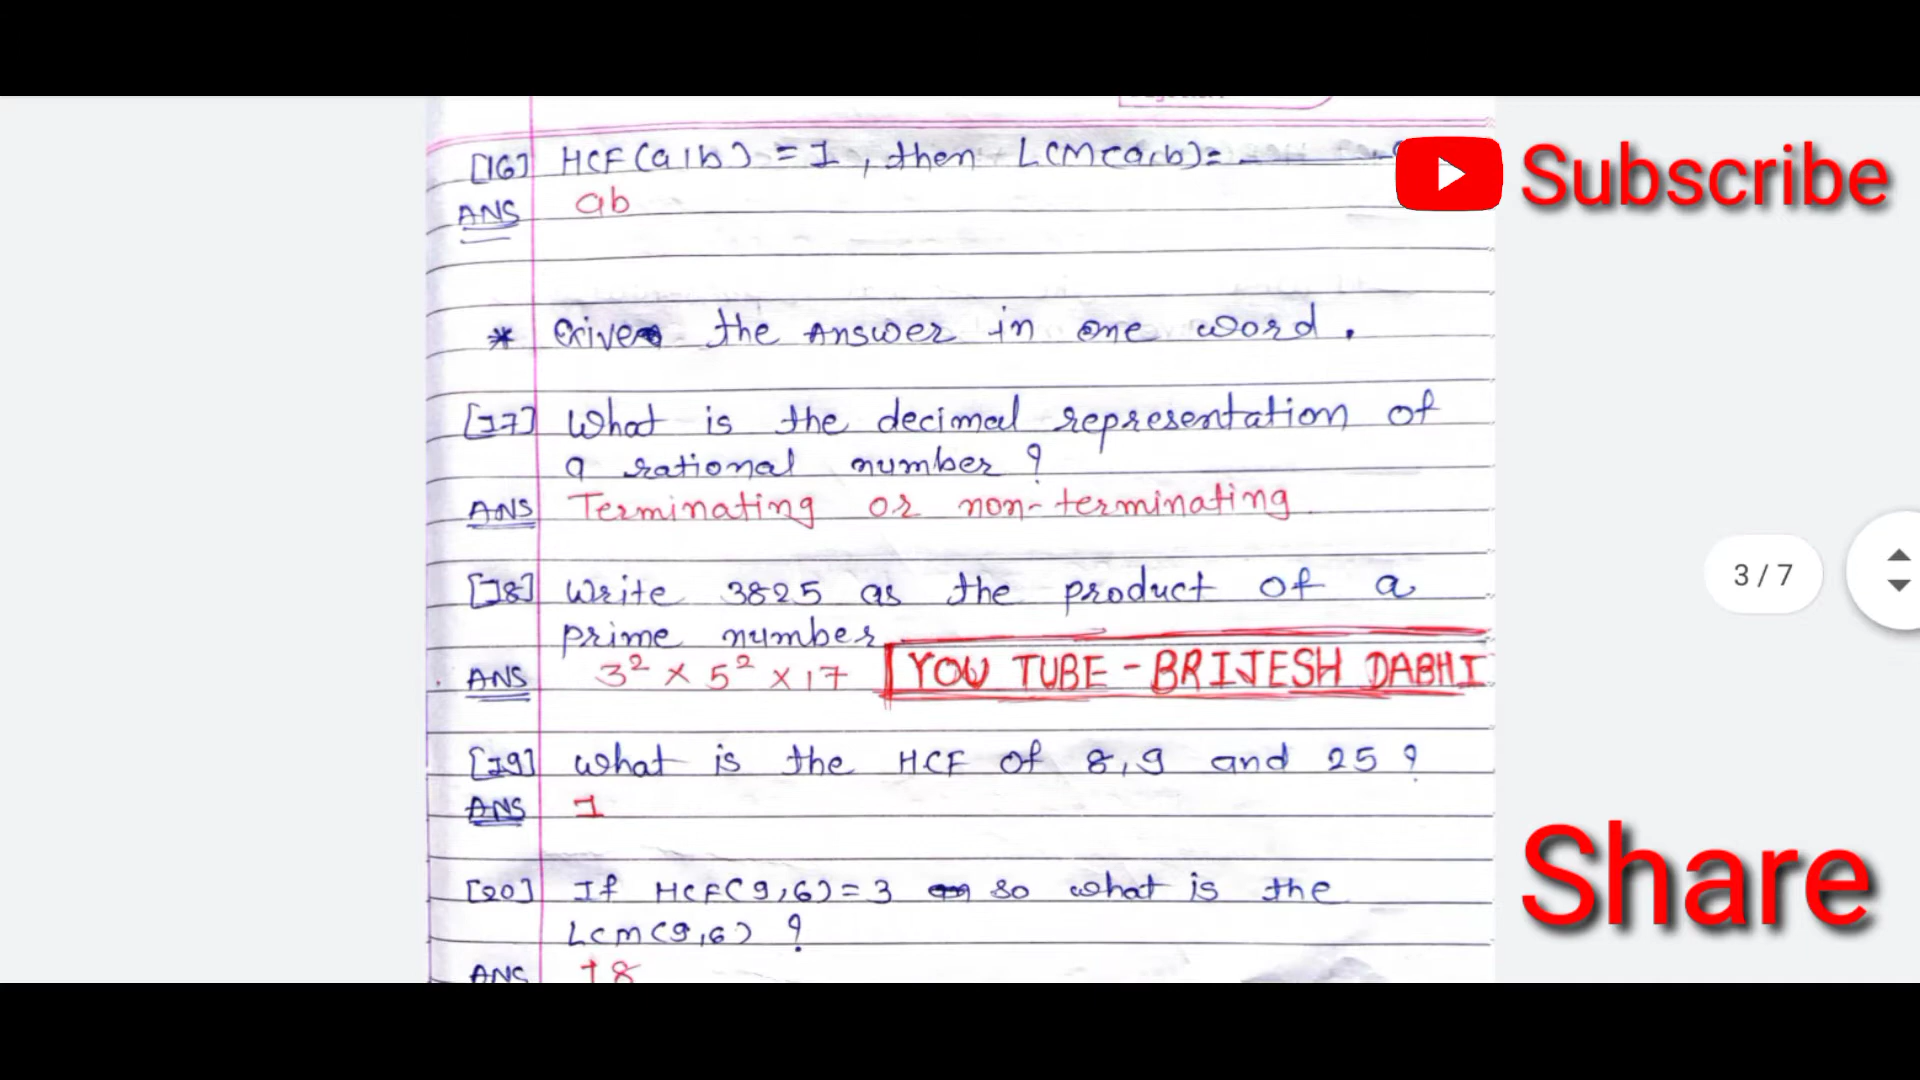 [16] HCF(a,b) = 1, then LCM(a,b)=
ANS ab
* Give the Answer in one word.
[17] What is the decimal representation of
a rational number ?
ANS Terminating or non-terminating
[18] Write 3825 as the product of a
prime number
ANS 3² × 5² × 17
YOU TUBE - BRIJESH DABHI
[19] What is the HCF of 8,9 and 25 ?
ANS 1
[20] If HCF(9,6)=3 so what is the
LCM(9,6) ?
ANS 18
Subscribe
3 / 7
Share